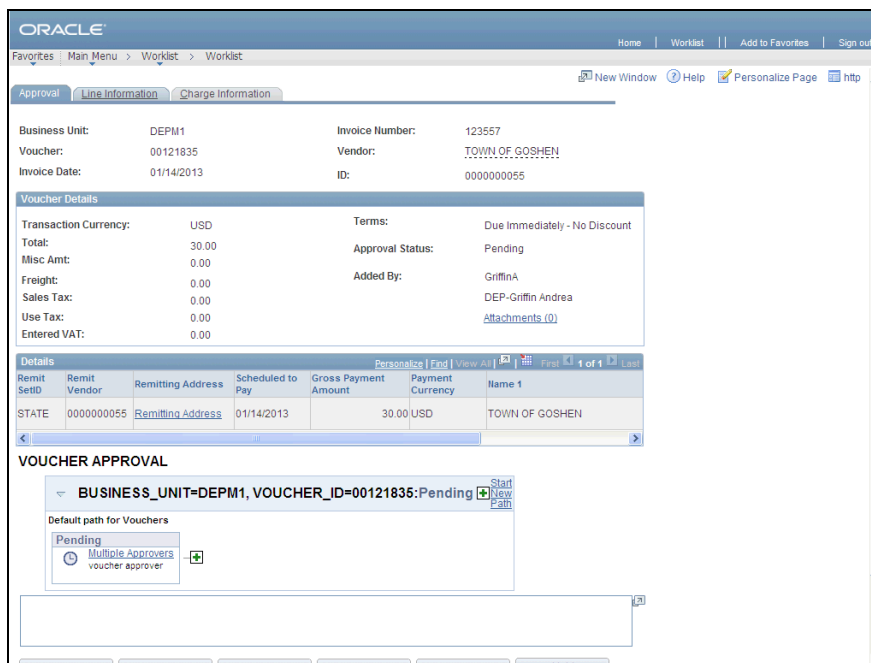 ORACLE
Home | Worklist || Add to Favorites | Sign out
Favorites Main Menu > Worklist > Worklist
New Window Help Personalize Page http
Approval Line Information Charge Information
Business Unit: DEPM1 Invoice Number: 123557
Voucher: 00121835 Vendor: TOWN OF GOSHEN
Invoice Date: 01/14/2013 ID: 0000000055
Voucher Details
Transaction Currency: USD Terms: Due Immediately - No Discount
Total: 30.00 Approval Status: Pending
Misc Amt: 0.00
Freight: 0.00 Added By: GriffinA
Sales Tax: 0.00 DEP-Griffin Andrea
Use Tax: 0.00 Attachments (0)
Entered VAT: 0.00
Details Personalize | Find | View All | First 1 of 1 Last
Remit SetID Remit Vendor Remitting Address Scheduled to Pay Gross Payment Amount Payment Currency Name 1
STATE 0000000055 Remitting Address 01/14/2013 30.00 USD TOWN OF GOSHEN
VOUCHER APPROVAL
BUSINESS_UNIT=DEPM1, VOUCHER_ID=00121835:Pending Start New Path
Default path for Vouchers
Pending
Multiple Approvers
voucher approver